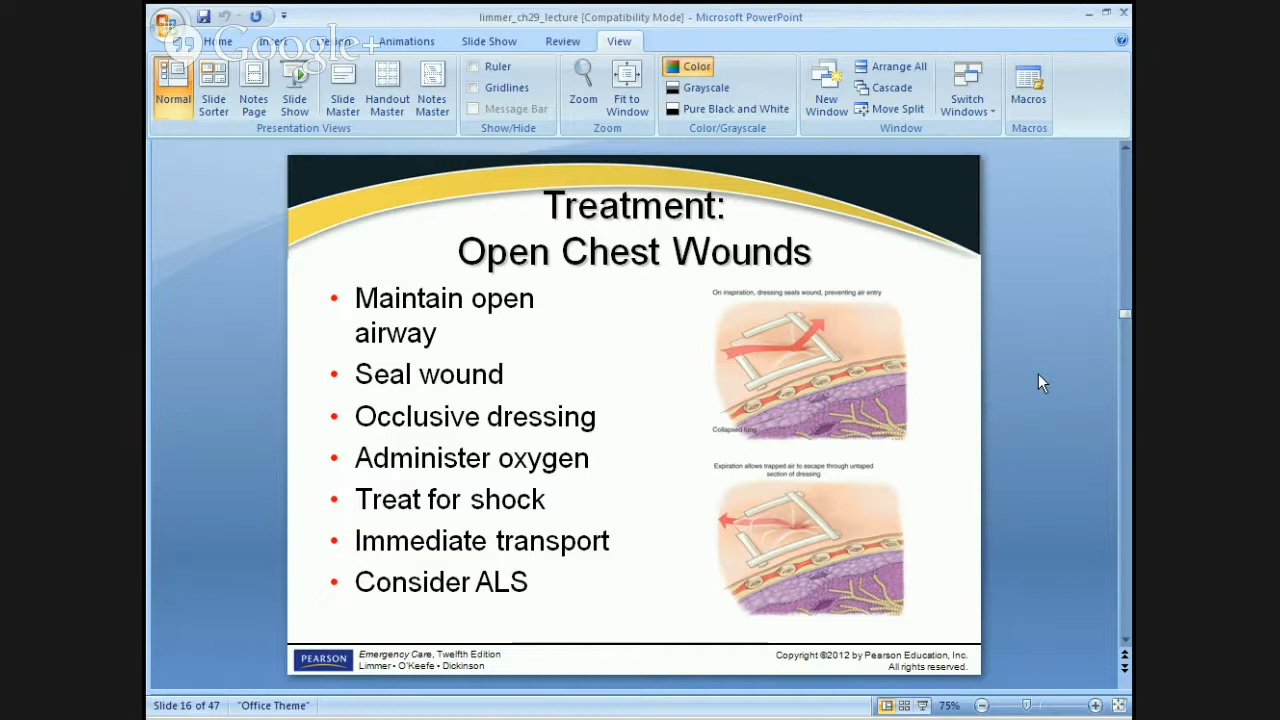 limmer_ch29_lecture [Compatibility Mode] - Microsoft PowerPoint
Google+
Home Insert Design Animations Slide Show Review View
Normal
Slide Sorter
Notes Page
Slide Show
Slide Master
Handout Master
Notes Master
Presentation Views
Ruler
Gridlines
Message Bar
Show/Hide
Zoom
Fit to Window
Zoom
Color
Grayscale
Pure Black and White
Color/Grayscale
New Window
Arrange All
Cascade
Move Split
Switch Windows
Window
Macros
Macros
Treatment:
Open Chest Wounds
• Maintain open
airway
• Seal wound
• Occlusive dressing
• Administer oxygen
• Treat for shock
• Immediate transport
• Consider ALS
On inspiration, dressing seals wound, preventing air entry
Collapsed lung
Expiration allows trapped air to escape through untaped
section of dressing
PEARSON
Emergency Care, Twelfth Edition
Limmer • O'Keefe • Dickinson
Copyright ©2012 by Pearson Education, Inc.
All rights reserved.
Slide 16 of 47 "Office Theme" 75%